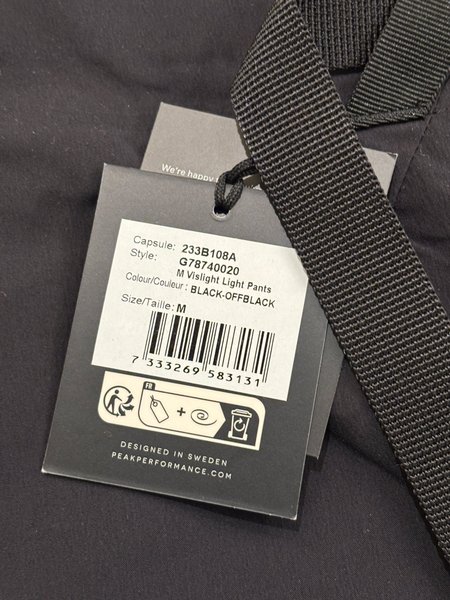 We're happy
Capsule: 233B108A
Style: G78740020
M Vislight Light Pants
Colour/Couleur : BLACK-OFFBLACK
Size/Taille: M
7 333269 583131
FR
+
DESIGNED IN SWEDEN
PEAKPERFORMANCE.COM